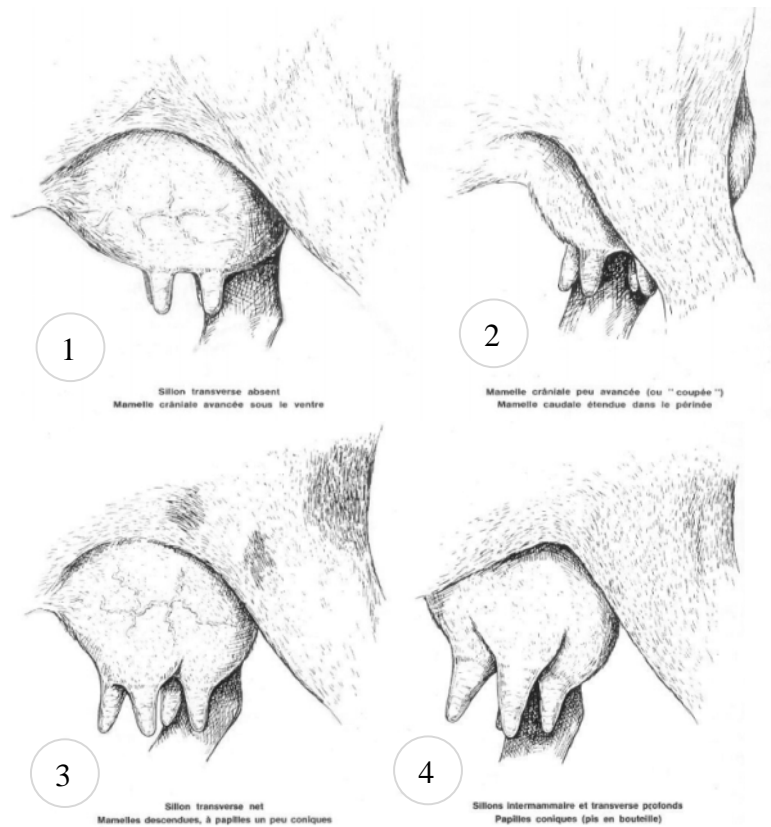 1
Sillon transverse absent
Mamelle crâniale avancée sous le ventre
2
Mamelle crâniale peu avancée (ou "coupée")
Mamelle caudale étendue dans le périnée
3
Sillon transverse net
Mamelles descendues, à papilles un peu coniques
4
Sillons intermammaire et transverse profonds
Papilles coniques (pis en bouteille)